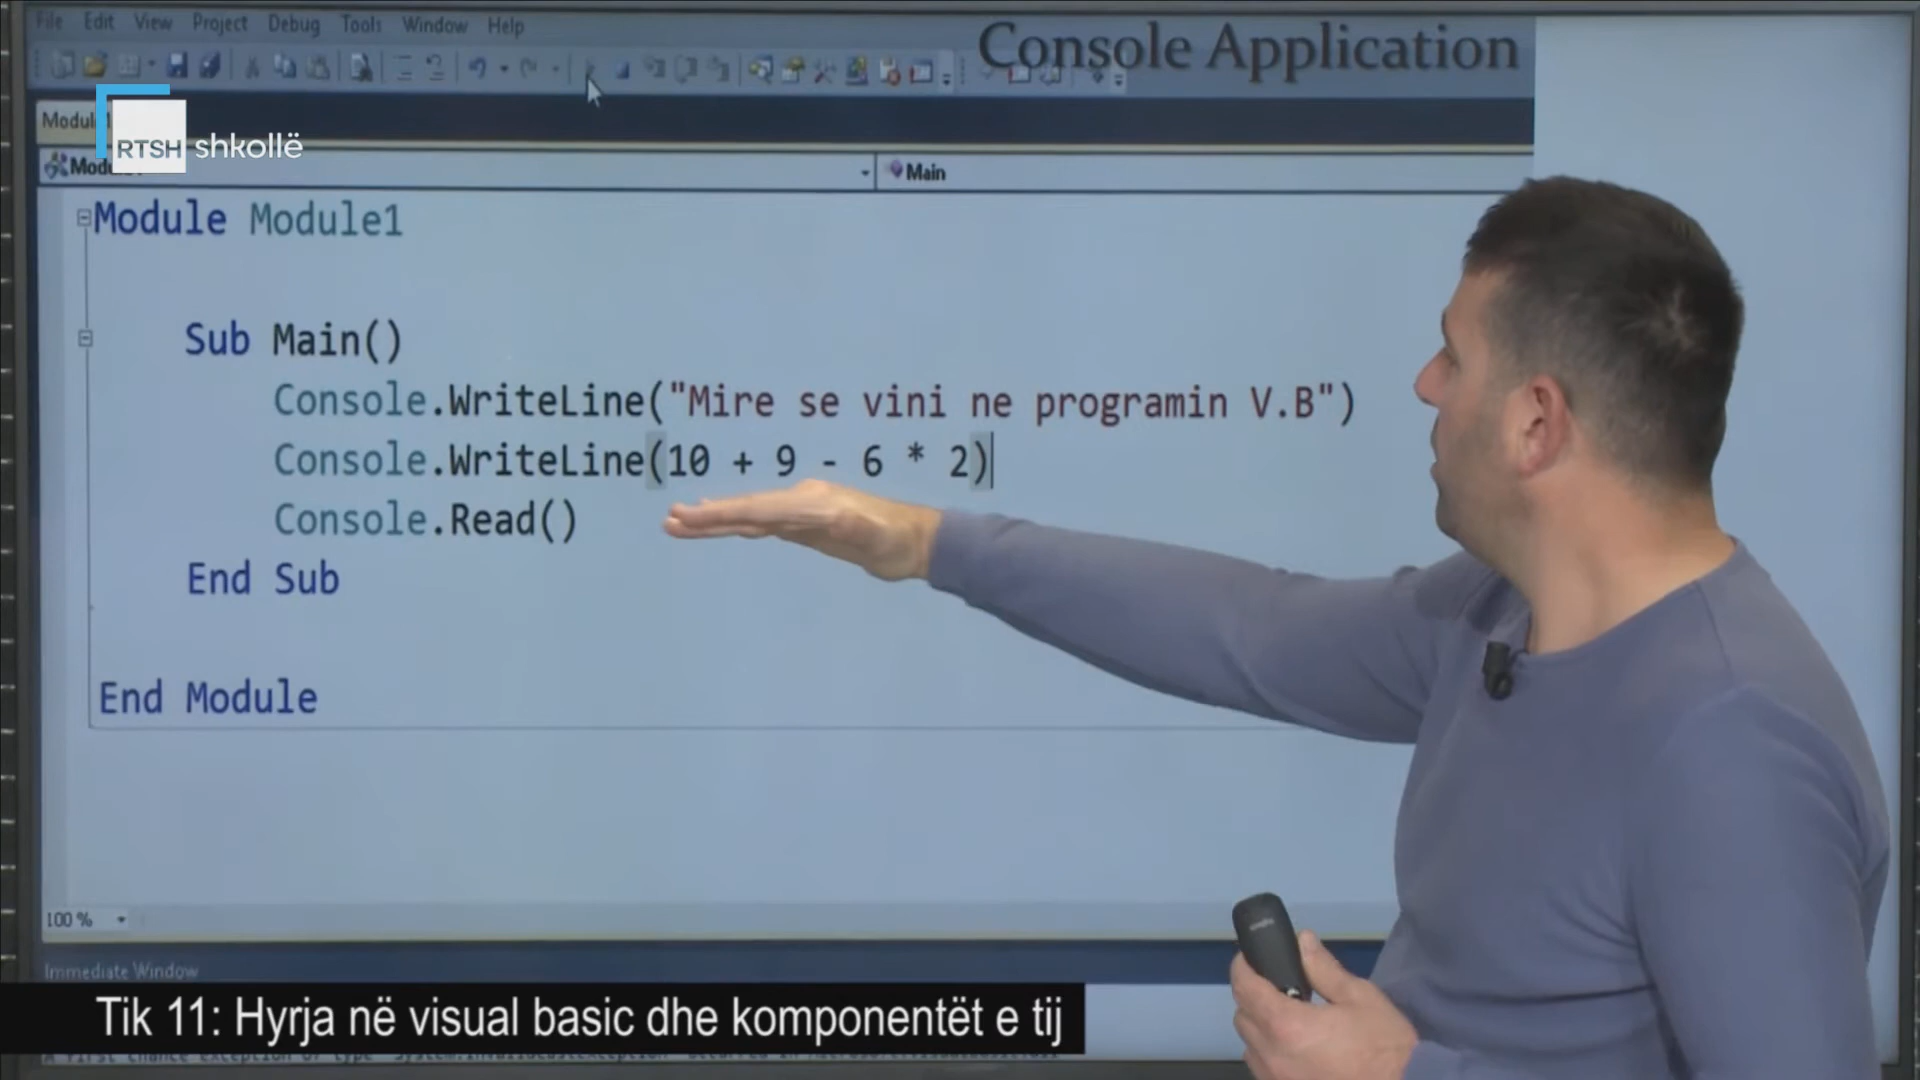 File Edit View Project Debug Tools Window Help
Console Application
RTSH shkollë
Main
Module Module1
Sub Main()
Console.WriteLine("Mire se vini ne programin V.B")
Console.WriteLine(10 + 9 - 6 * 2)
Console.Read()
End Sub
End Module
100 %
Immediate Window
Tik 11: Hyrja në visual basic dhe komponentët e tij